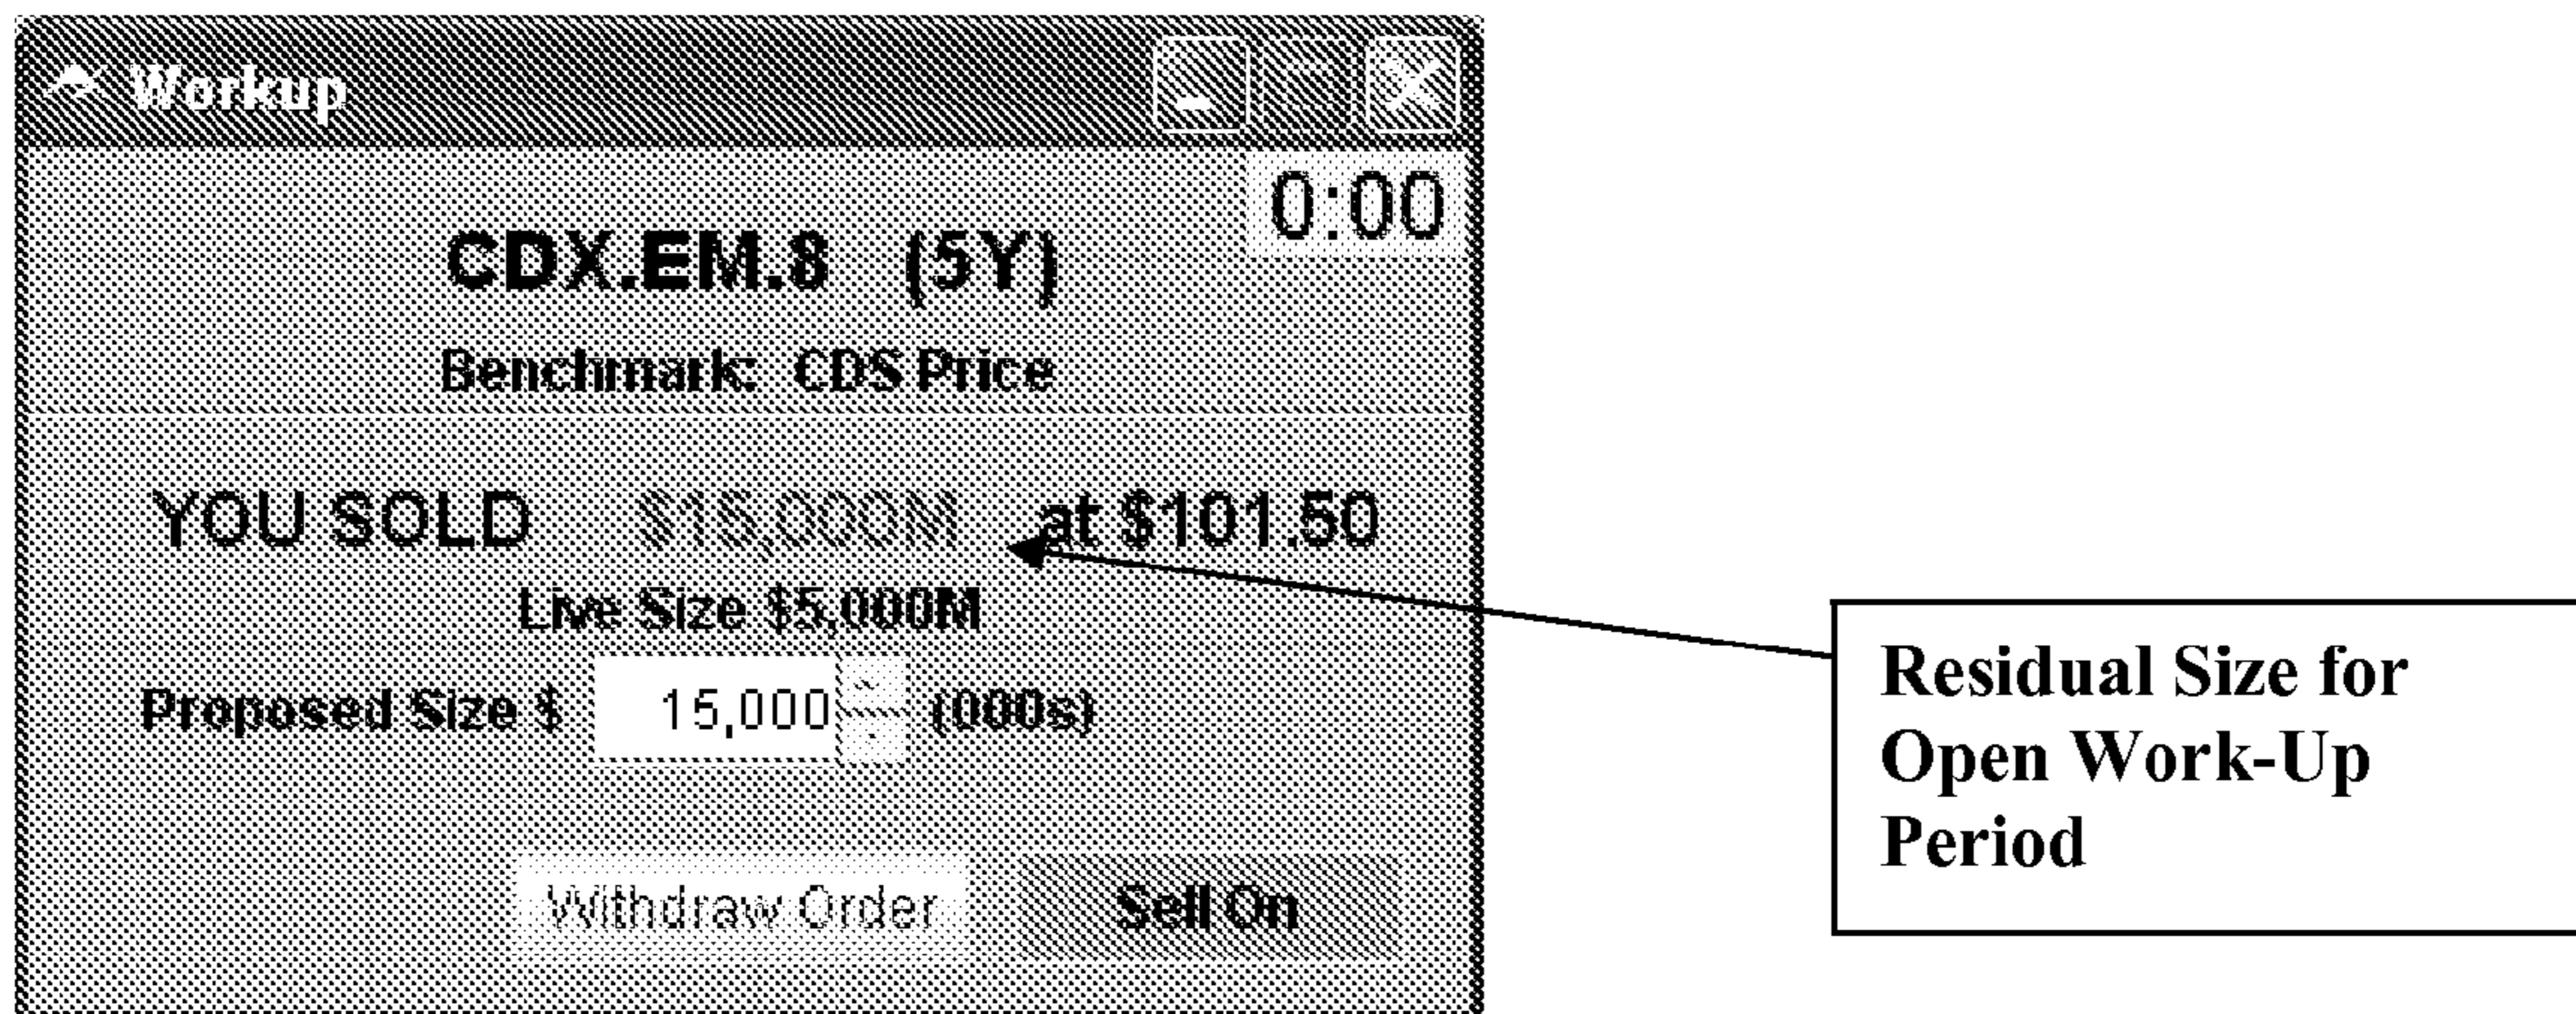 Workup
0:00
CDX.EM.8 (5Y)
Benchmark: CDS Price
YOU SOLD $15,000M at $101.50
Live Size $5,000M
Proposed Size $ 15,000 (000s)
Withdraw Order Sell On
Residual Size for
Open Work-Up
Period